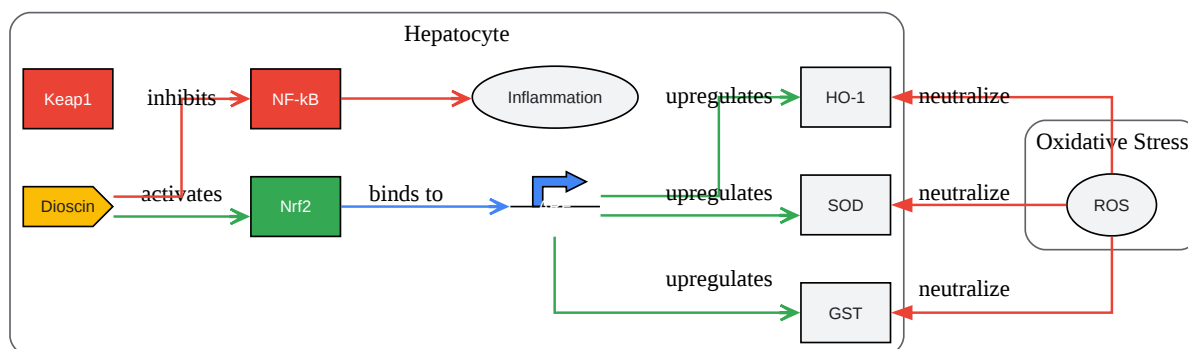 Hepatocyte
Keap1
inhibits
NF-kB
Inflammation
upregulates
HO-1
neutralize
Oxidative Stress
Dioscin
activates
Nrf2
binds to
upregulates
SOD
neutralize
ROS
upregulates
GST
neutralize